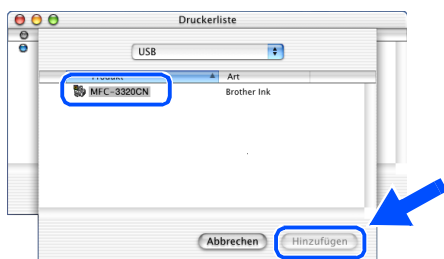 Druckerliste
USB
Produkt Art
MFC-3320CN Brother Ink
Abbrechen Hinzufügen